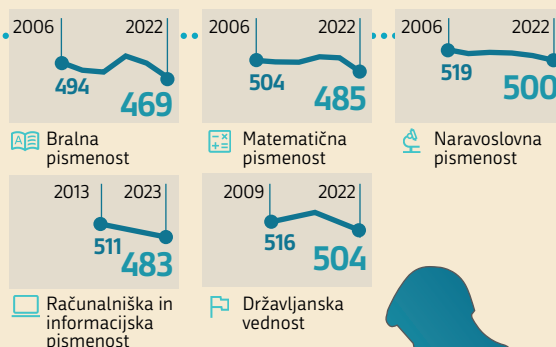 2006 2022
494
469
Bralna
pismenost
2006 2022
504
485
Matematična
pismenost
2006 2022
519
500
Naravoslovna
pismenost
2013 2023
511
483
Računalniška in
informacijska
pismenost
2009 2022
516
504
Državljanska
vednost